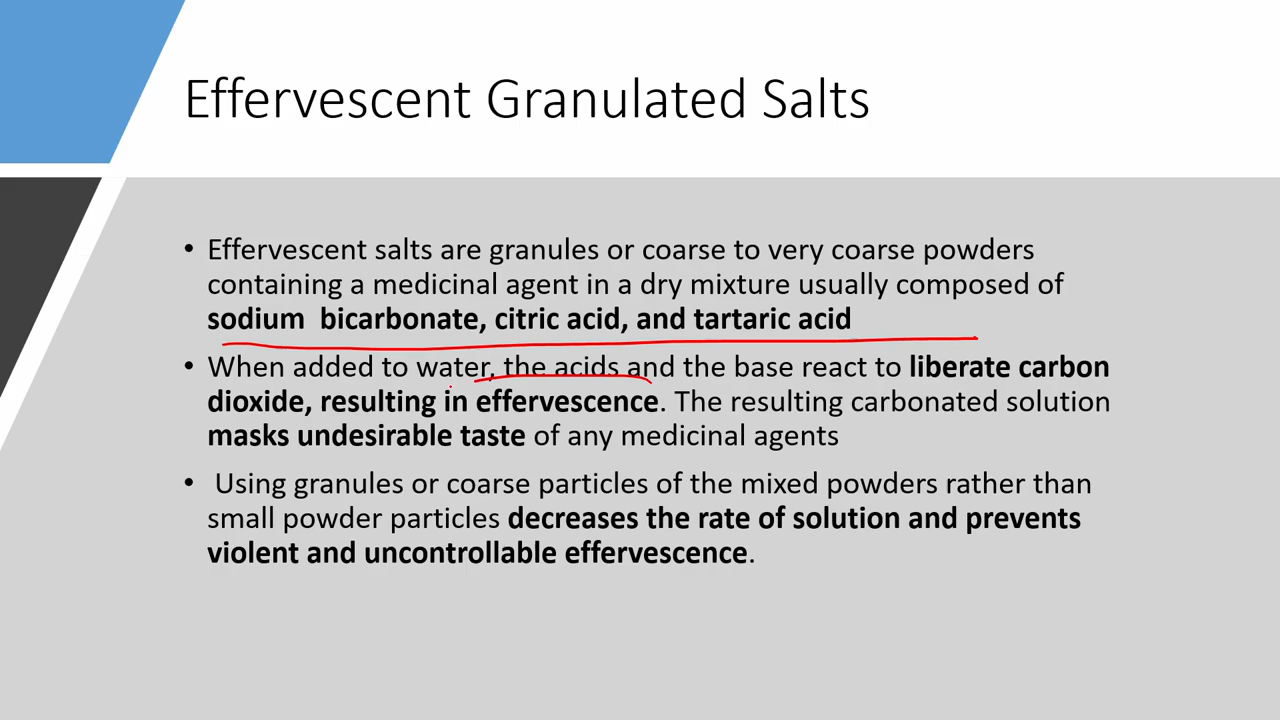 Effervescent Granulated Salts
• Effervescent salts are granules or coarse to very coarse powders
containing a medicinal agent in a dry mixture usually composed of
sodium  bicarbonate, citric acid, and tartaric acid
• When added to water, the acids and the base react to liberate carbon
dioxide, resulting in effervescence. The resulting carbonated solution
masks undesirable taste of any medicinal agents
•  Using granules or coarse particles of the mixed powders rather than
small powder particles decreases the rate of solution and prevents
violent and uncontrollable effervescence.